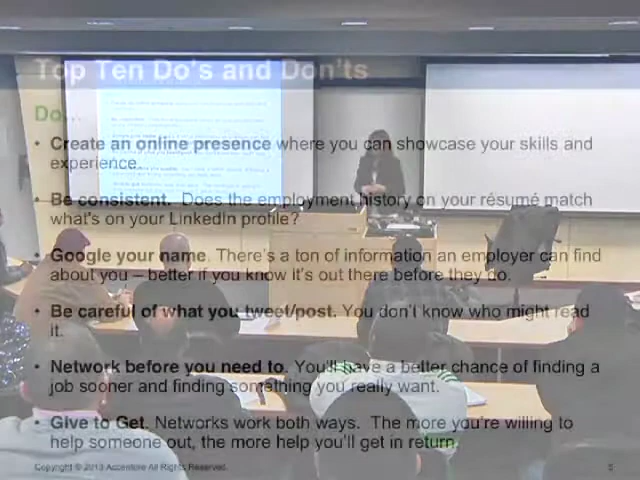 Top Ten Do's and Don'ts
Do...
• Create an online presence where you can showcase your skills and
experience.
• Be consistent. Does the employment history on your résumé match
what's on your LinkedIn profile?
• Google your name. There's a ton of information an employer can find
about you – better if you know it's out there before they do.
• Be careful of what you tweet/post. You don't know who might read
it.
• Network before you need to. You'll have a better chance of finding a
job sooner and finding something you really want.
• Give to Get. Networks work both ways. The more you're willing to
help someone out, the more help you'll get in return.
Copyright © 2013 Accenture All Rights Reserved.
5